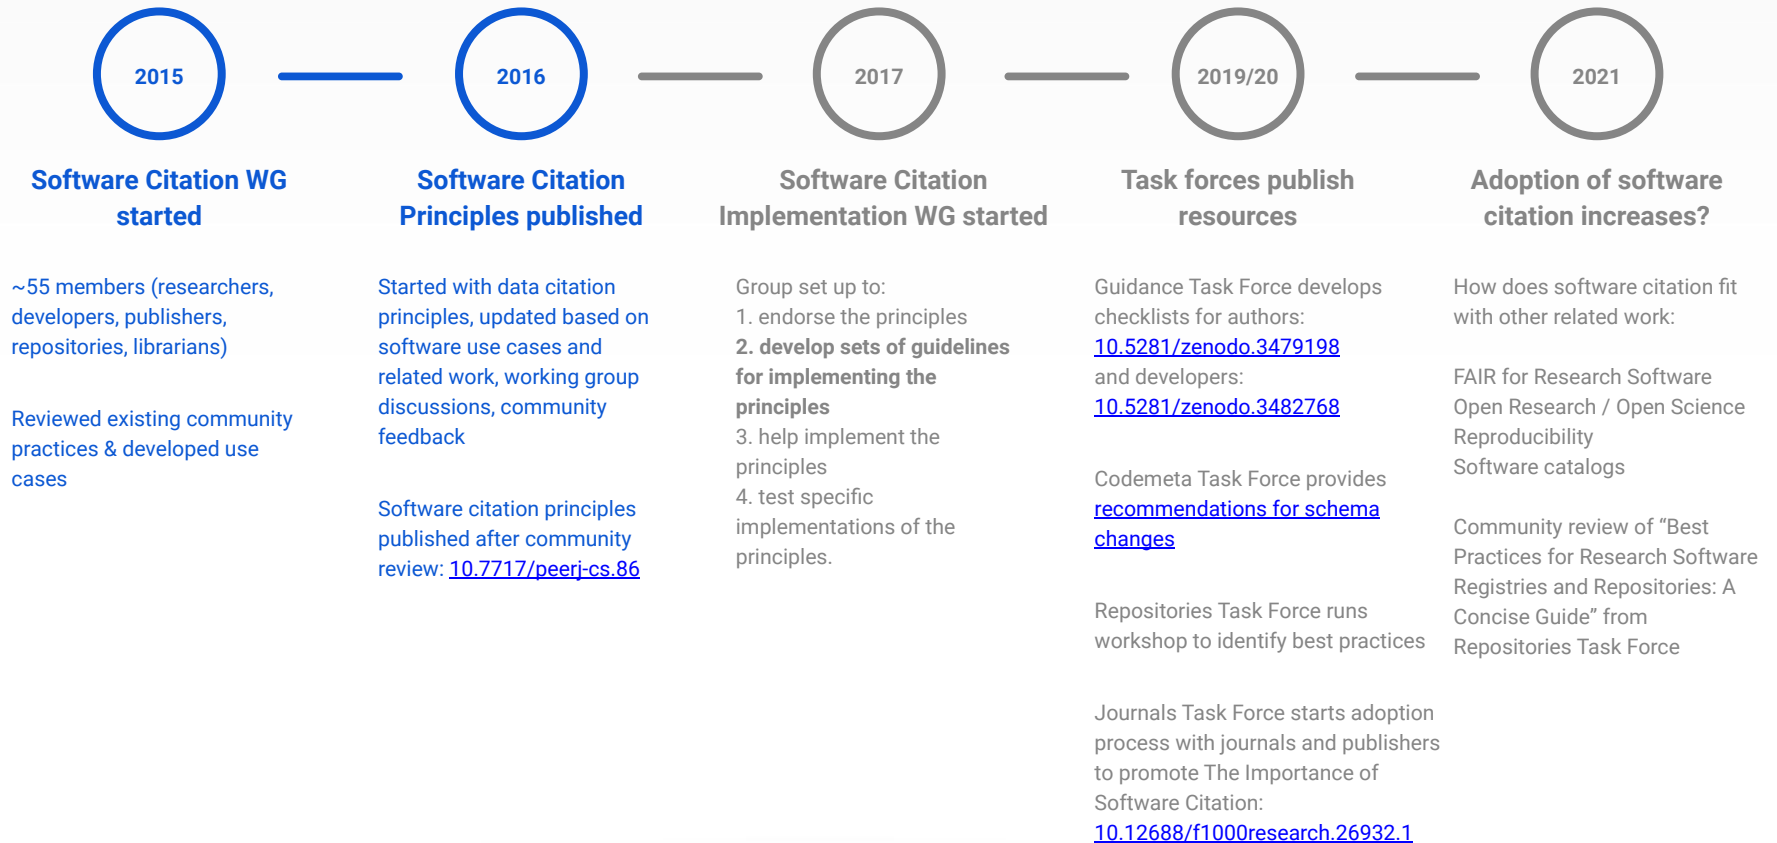 2015
Software Citation WG
started
~55 members (researchers,
developers, publishers,
repositories, librarians)
Reviewed existing community
practices & developed use
cases
2016
Software Citation
Principles published
Started with data citation
principles, updated based on
software use cases and
related work, working group
discussions, community
feedback
Software citation principles
published after community
review: 10.7717/peerj-cs.86
2017
Software Citation
Implementation WG started
Group set up to:
1. endorse the principles
2. develop sets of guidelines
for implementing the
principles
3. help implement the
principles
4. test specific
implementations of the
principles.
2019/20
Task forces publish
resources
Guidance Task Force develops
checklists for authors:
10.5281/zenodo.3479198
and developers:
10.5281/zenodo.3482768
Codemeta Task Force provides
recommendations for schema
changes
Repositories Task Force runs
workshop to identify best practices
Journals Task Force starts adoption
process with journals and publishers
to promote The Importance of
Software Citation:
10.12688/f1000research.26932.1
2021
Adoption of software
citation increases?
How does software citation fit
with other related work:
FAIR for Research Software
Open Research / Open Science
Reproducibility
Software catalogs
Community review of “Best
Practices for Research Software
Registries and Repositories: A
Concise Guide” from
Repositories Task Force